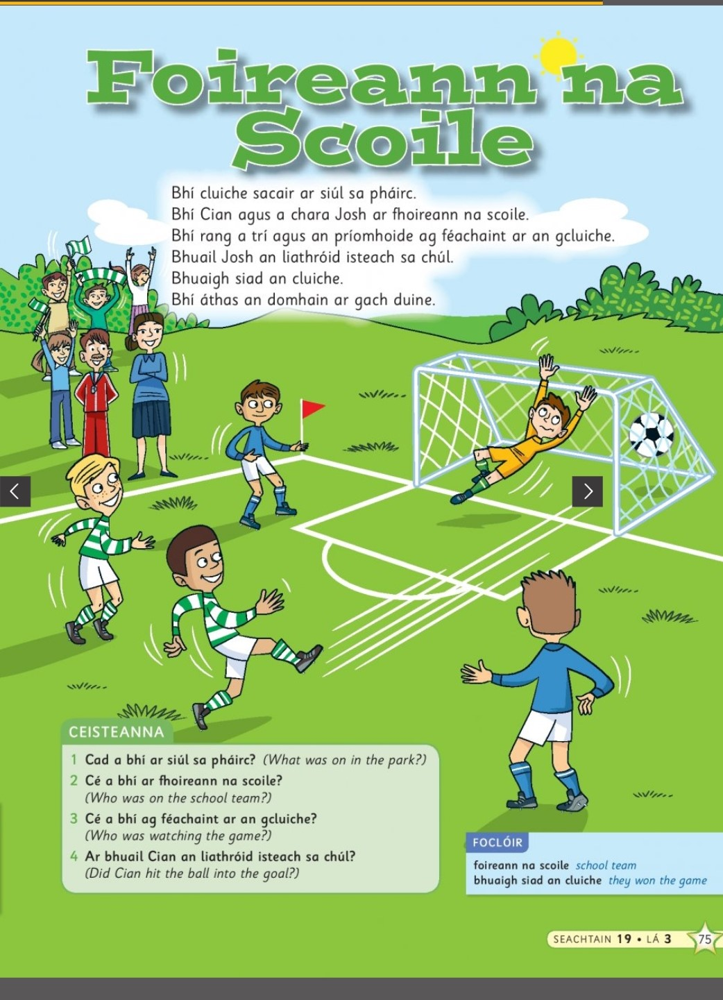 Foireann na
Scoile
Bhí cluiche sacair ar siúl sa pháirc.
Bhí Cian agus a chara Josh ar fhoireann na scoile.
Bhí rang a trí agus an príomhoide ag féachaint ar an gcluiche.
Bhuail Josh an liathróid isteach sa chúl.
Bhuaigh siad an cluiche.
Bhí áthas an domhain ar gach duine.
CEISTEANNA
1 Cad a bhí ar siúl sa pháirc? (What was on in the park?)
2 Cé a bhí ar fhoireann na scoile?
(Who was on the school team?)
3 Cé a bhí ag féachaint ar an gcluiche?
(Who was watching the game?)
4 Ar bhuail Cian an liathróid isteach sa chúl?
(Did Cian hit the ball into the goal?)
FOCLÓIR
foireann na scoile school team
bhuaigh siad an cluiche they won the game
SEACHTAIN 19 • LÁ 3 75